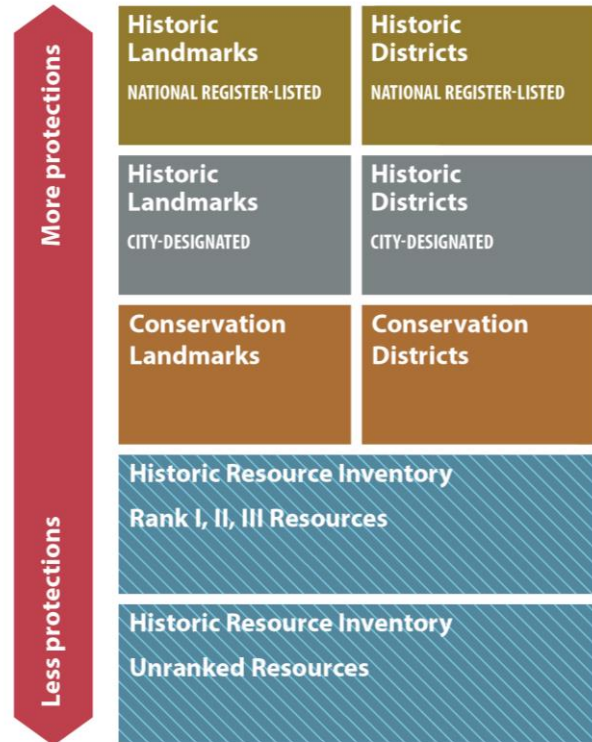 More protections
Less protections
Historic
Landmarks
NATIONAL REGISTER-LISTED
Historic
Districts
NATIONAL REGISTER-LISTED
Historic
Landmarks
CITY-DESIGNATED
Historic
Districts
CITY-DESIGNATED
Conservation
Landmarks
Conservation
Districts
Historic Resource Inventory
Rank I, II, III Resources
Historic Resource Inventory
Unranked Resources